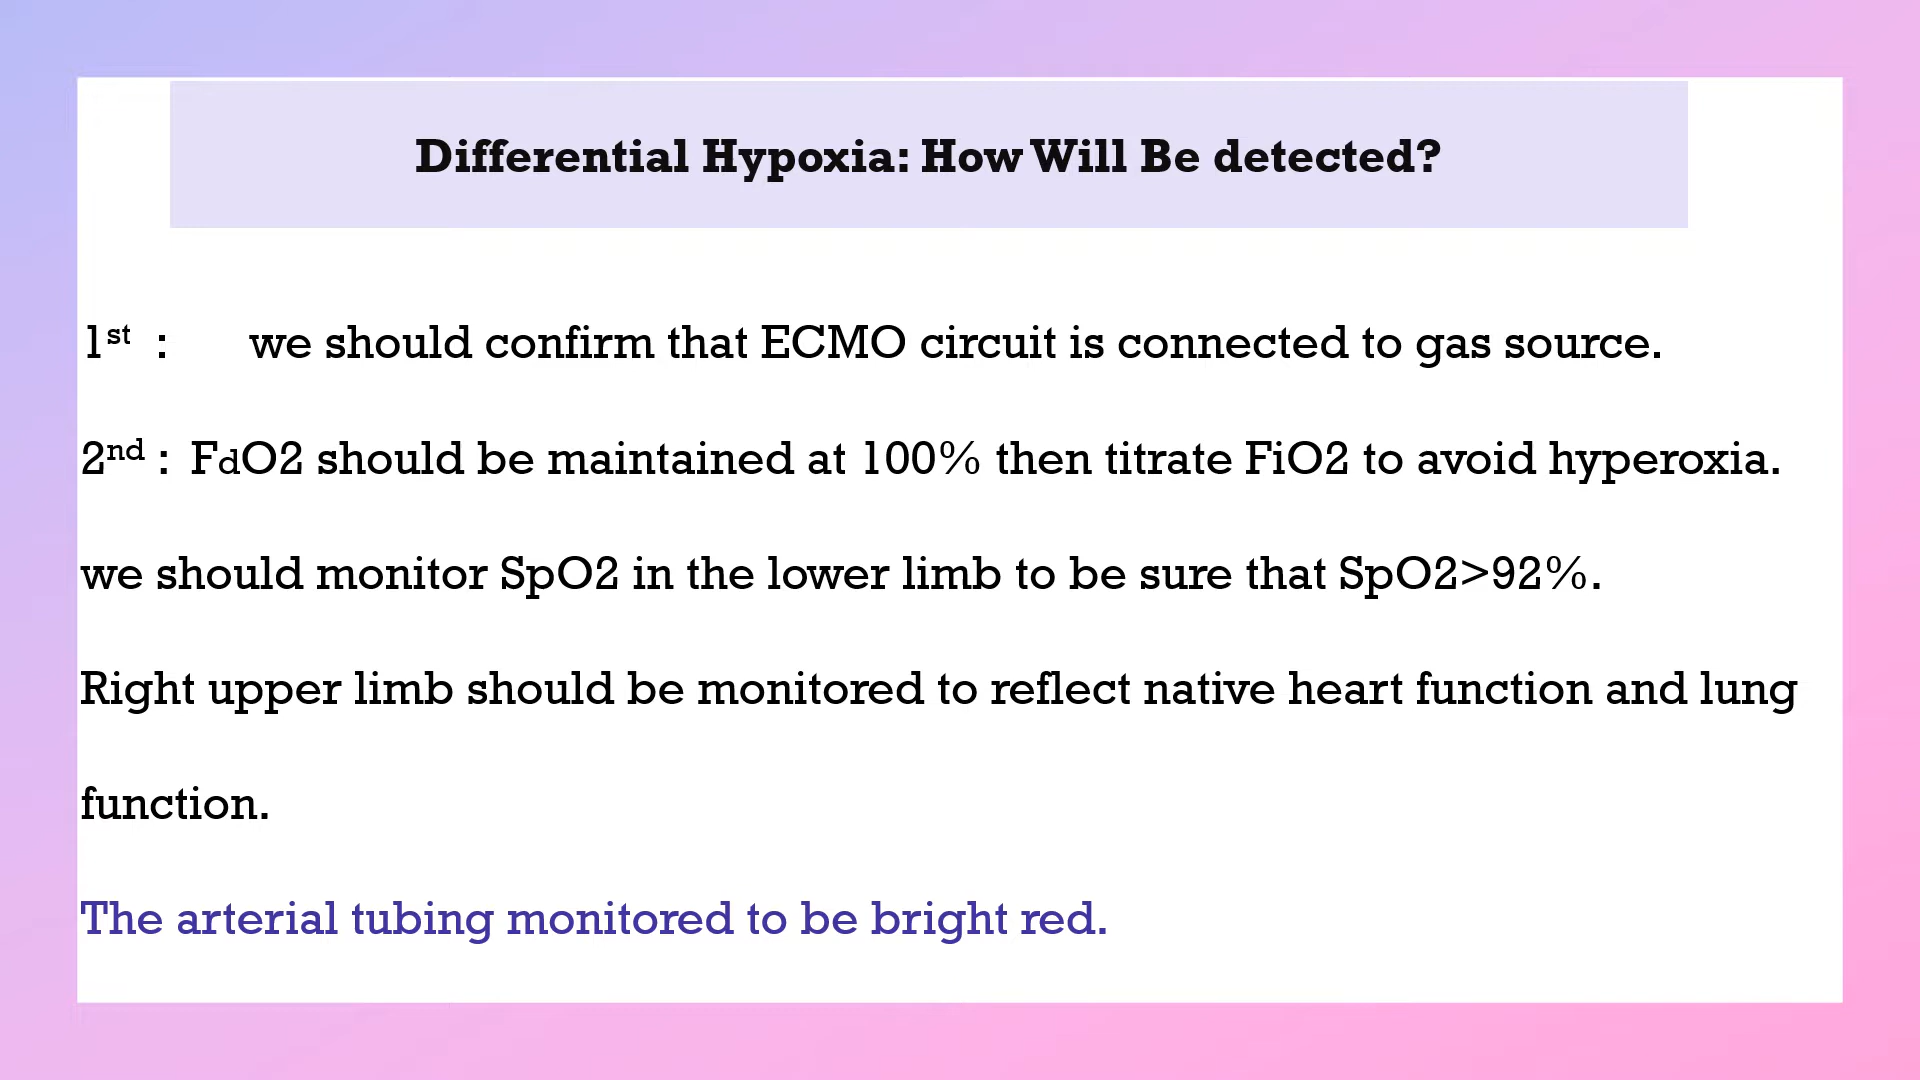 Differential Hypoxia: How Will Be detected?
1st : we should confirm that ECMO circuit is connected to gas source.
2nd : FdO2 should be maintained at 100% then titrate FiO2 to avoid hyperoxia.
we should monitor SpO2 in the lower limb to be sure that SpO2>92%.
Right upper limb should be monitored to reflect native heart function and lung
function.
The arterial tubing monitored to be bright red.